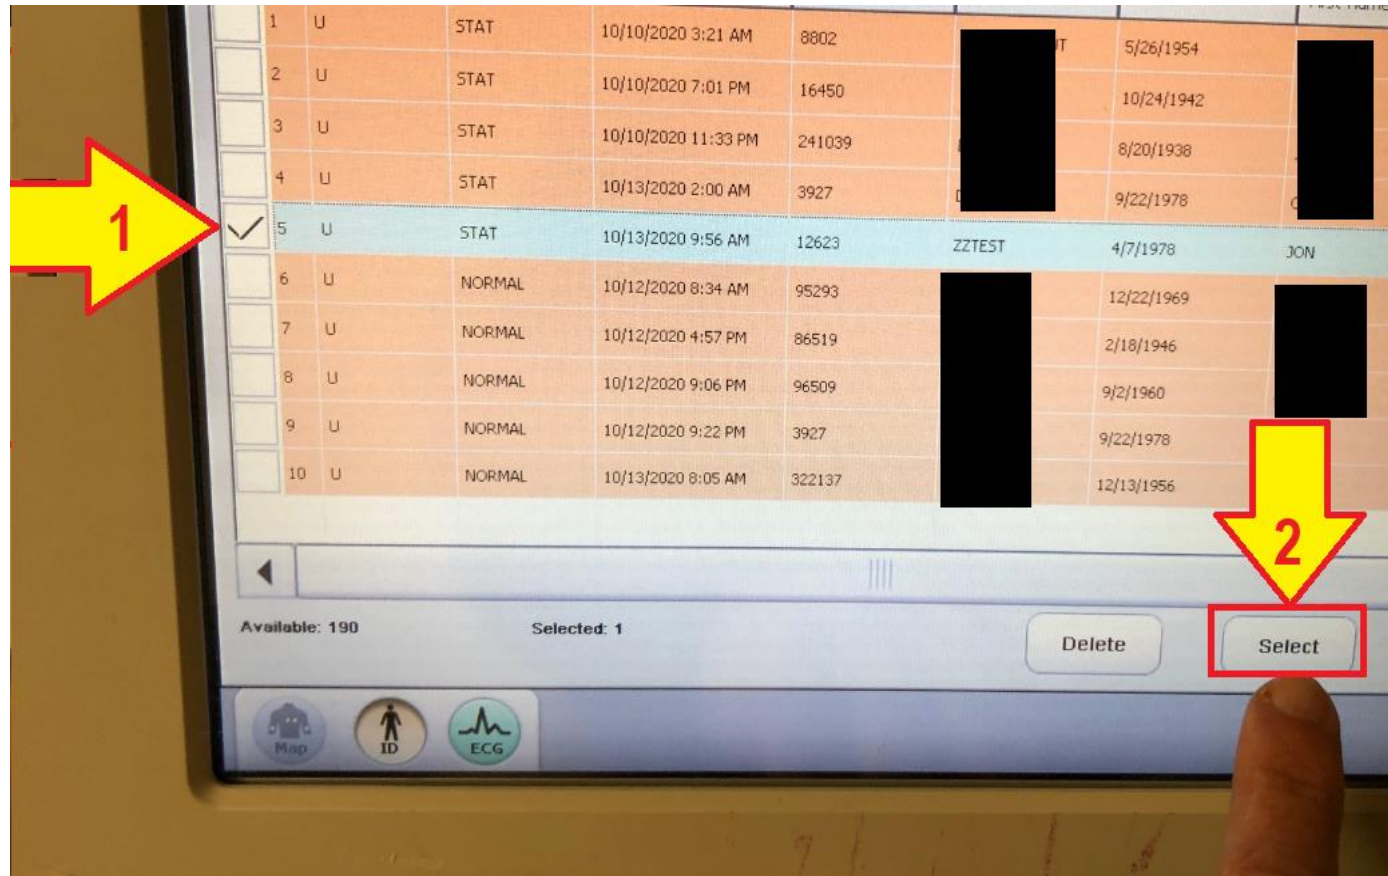 First Name
1 U STAT 10/10/2020 3:21 AM 8802 UT 5/26/1954
2 U STAT 10/10/2020 7:01 PM 16450 10/24/1942
3 U STAT 10/10/2020 11:33 PM 241039 8/20/1938
4 U STAT 10/13/2020 2:00 AM 3927 9/22/1978
1
5 U STAT 10/13/2020 9:56 AM 12623 ZZTEST 4/7/1978 JON
6 U NORMAL 10/12/2020 8:34 AM 95293 12/22/1969
7 U NORMAL 10/12/2020 4:57 PM 86519 2/18/1946
8 U NORMAL 10/12/2020 9:06 PM 96509 9/2/1960
9 U NORMAL 10/12/2020 9:22 PM 3927 9/22/1978
10 U NORMAL 10/13/2020 8:05 AM 322137 12/13/1956
2
Available: 190 Selected: 1 Delete Select
Map ID ECG